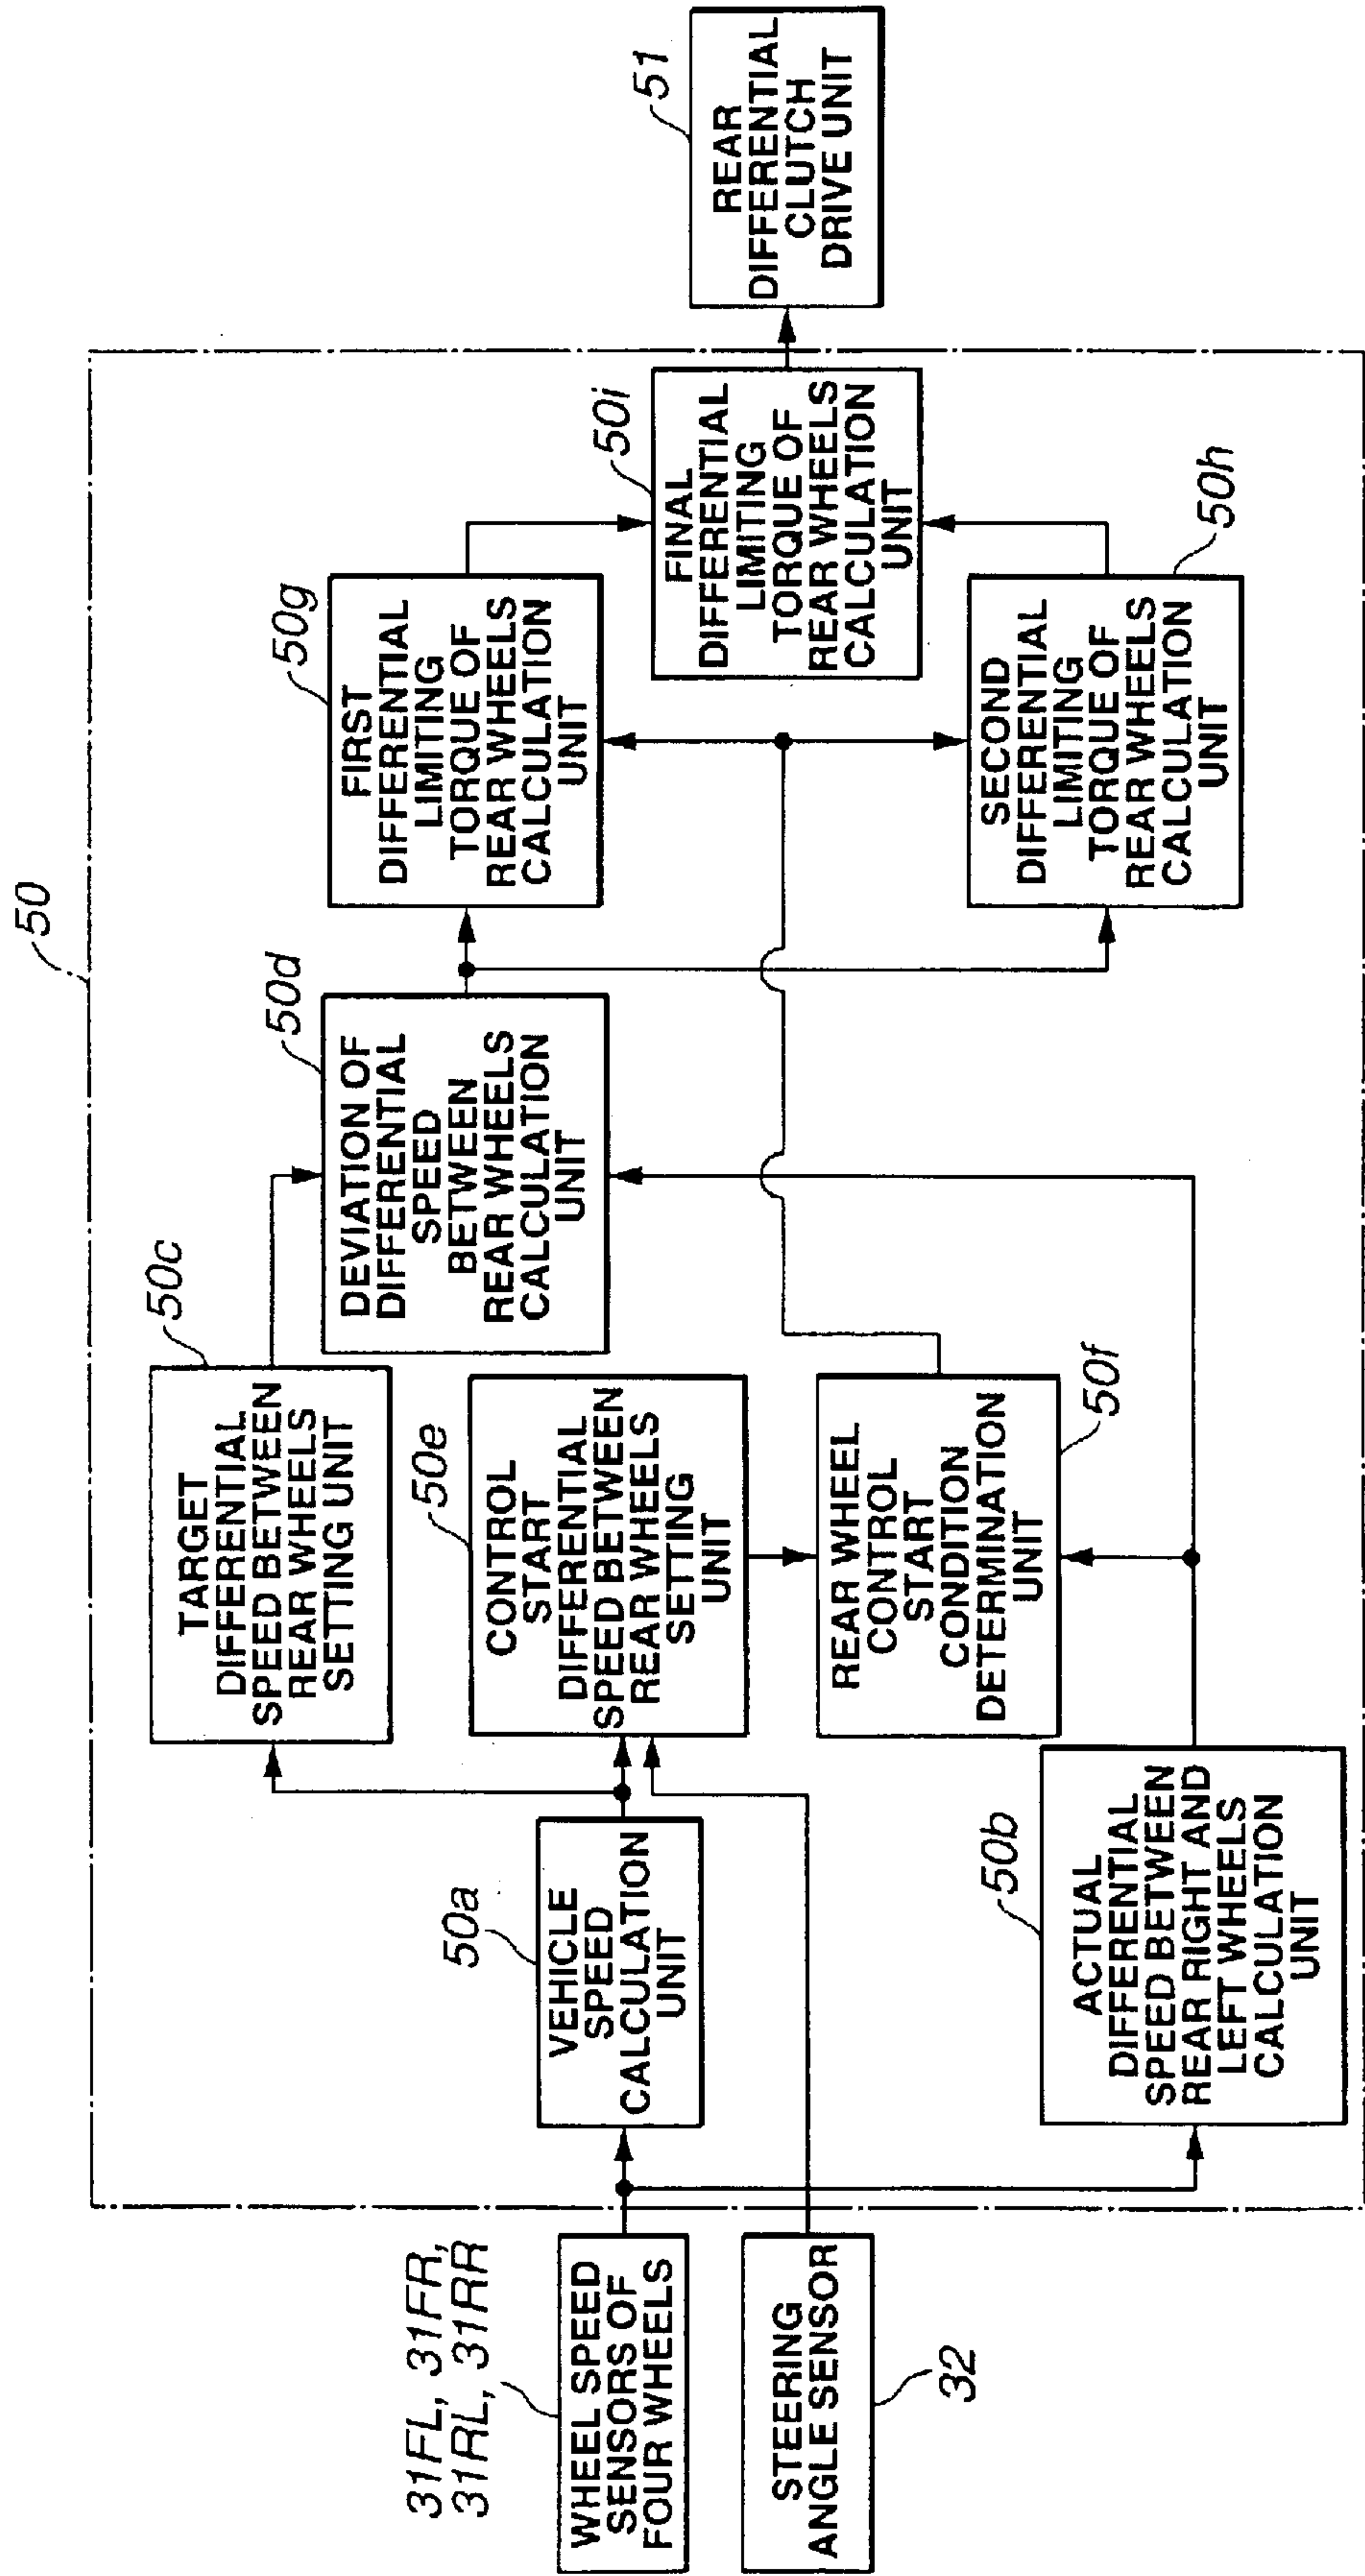 50
31FL, 31FR,
31RL, 31RR
WHEEL SPEED
SENSORS OF
FOUR WHEELS
STEERING
ANGLE SENSOR
32
50a
VEHICLE
SPEED
CALCULATION
UNIT
50b
ACTUAL
DIFFERENTIAL
SPEED BETWEEN
REAR RIGHT AND
LEFT WHEELS
CALCULATION
UNIT
50c
TARGET
DIFFERENTIAL
SPEED BETWEEN
REAR WHEELS
SETTING UNIT
50e
CONTROL
START
DIFFERENTIAL
SPEED BETWEEN
REAR WHEELS
SETTING
UNIT
REAR WHEEL
CONTROL
START
CONDITION
DETERMINATION
UNIT
50f
50d
DEVIATION OF
DIFFERENTIAL
SPEED
BETWEEN
REAR WHEELS
CALCULATION
UNIT
50g
FIRST
DIFFERENTIAL
LIMITING
TORQUE OF
REAR WHEELS
CALCULATION
UNIT
SECOND
DIFFERENTIAL
LIMITING
TORQUE OF
REAR WHEELS
CALCULATION
UNIT
50h
50i
FINAL
DIFFERENTIAL
LIMITING
TORQUE OF
REAR WHEELS
CALCULATION
UNIT
51
REAR
DIFFERENTIAL
CLUTCH
DRIVE UNIT